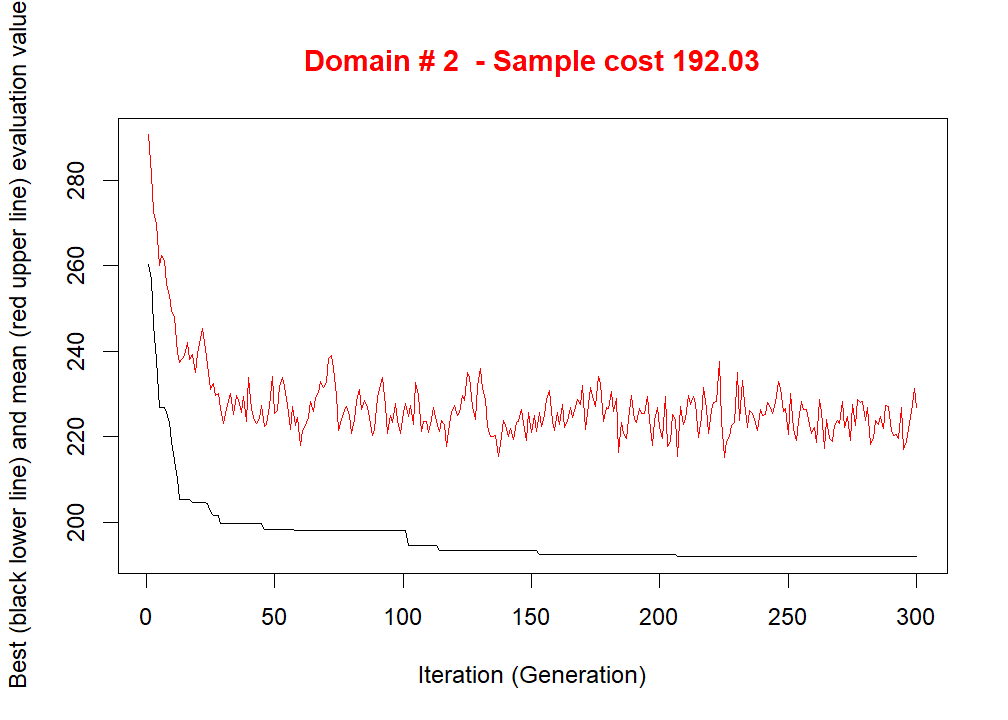 Domain # 2  - Sample cost 192.03
Best (black lower line) and mean (red upper line) evaluation value
280
260
240
220
200
0 50 100 150 200 250 300
Iteration (Generation)